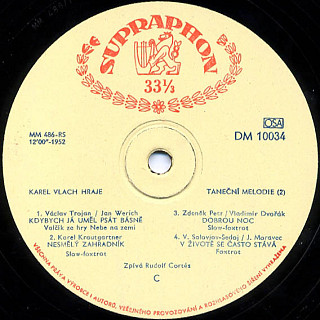 SUPRAPHON
33⅓
MM 486-RS
12'00"-1952
OSA
DM 10034
KAREL VLACH HRAJE
TANEČNÍ MELODIE (2)
1. Václav Trojan / Jan Werich
KDYBYCH JÁ UMĚL PSÁT BÁSNĚ
Valčík ze hry Nebe na zemi
2. Karel Krautgartner
NESMĚLÝ ZAHRADNÍK
Slow-foxtrot
3. Zdeněk Petr / Vladimír Dvořák
DOBROU NOC
Slow-foxtrot
4. V. Solovjov-Sedoj / J. Moravec
V ŽIVOTĚ SE ČASTO STÁVÁ
Foxtrot
Zpívá Rudolf Cortés
C
VŠECHNA PRÁVA VÝROBCE I AUTORŮ, VEŘEJNÉHO PROVOZOVÁNÍ A ROZHLASOVÉHO ŠÍŘENÍ VYHRAŽENA